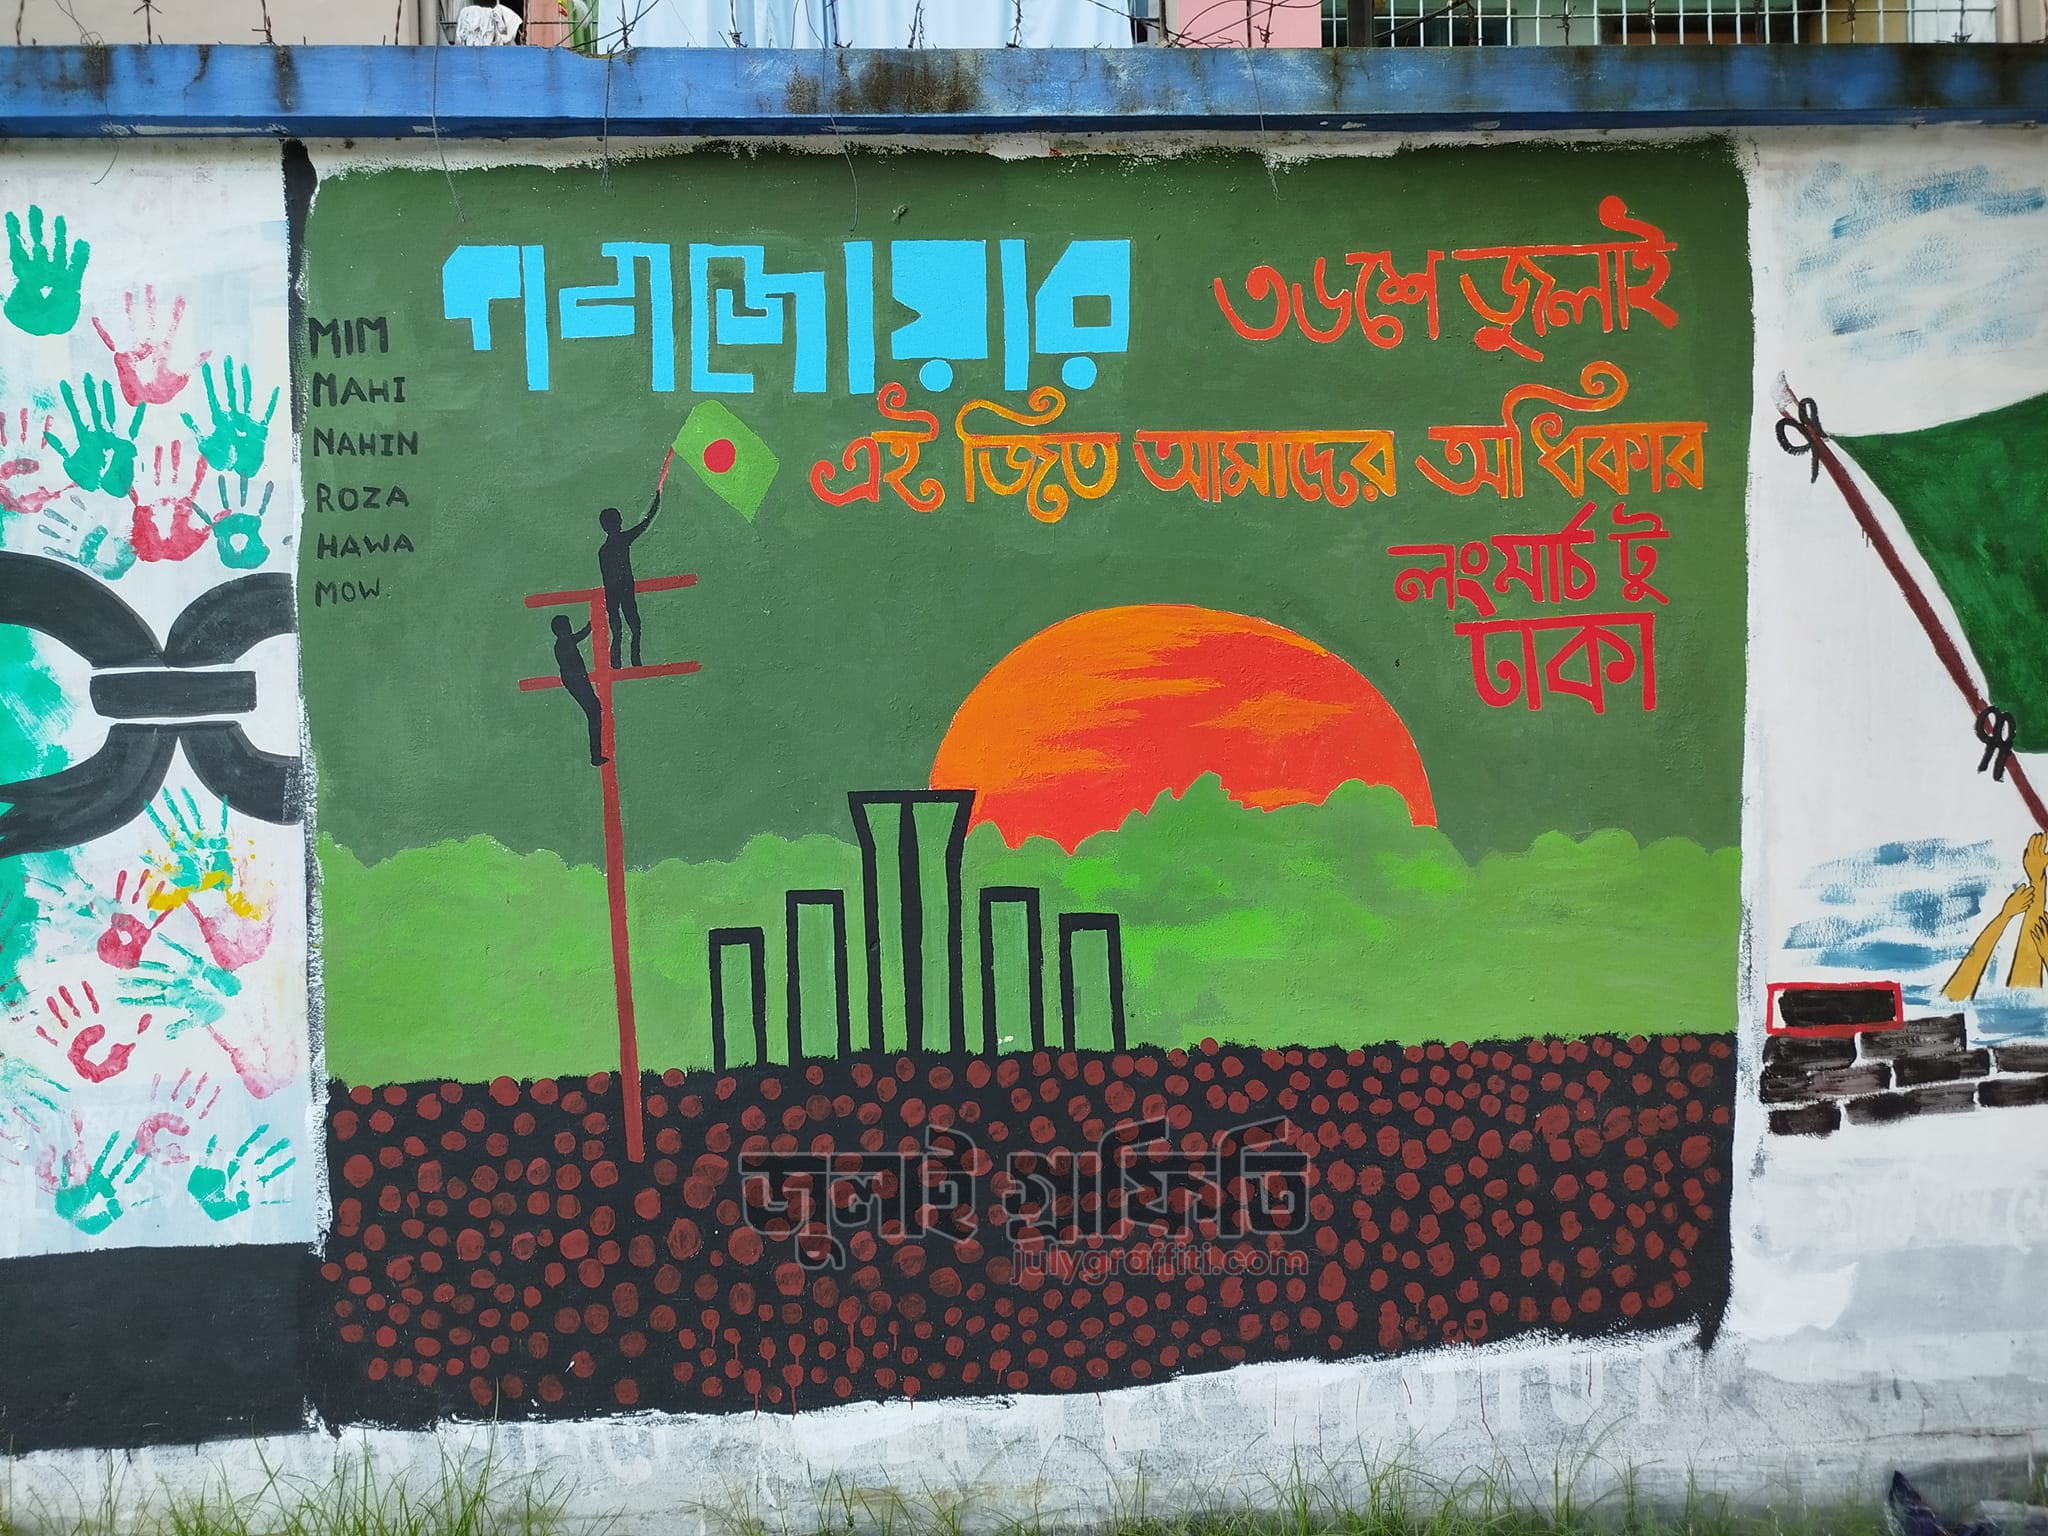 গণজোয়ার
৩৬শে জুলাই
এই জিত আমাদের অধিকার
লংমার্চ টু
ঢাকা
MIM
MAHI
NAHIN
ROZA
HAWA
MOW.
জুলাই গ্রাফিতি
julygraffiti.com